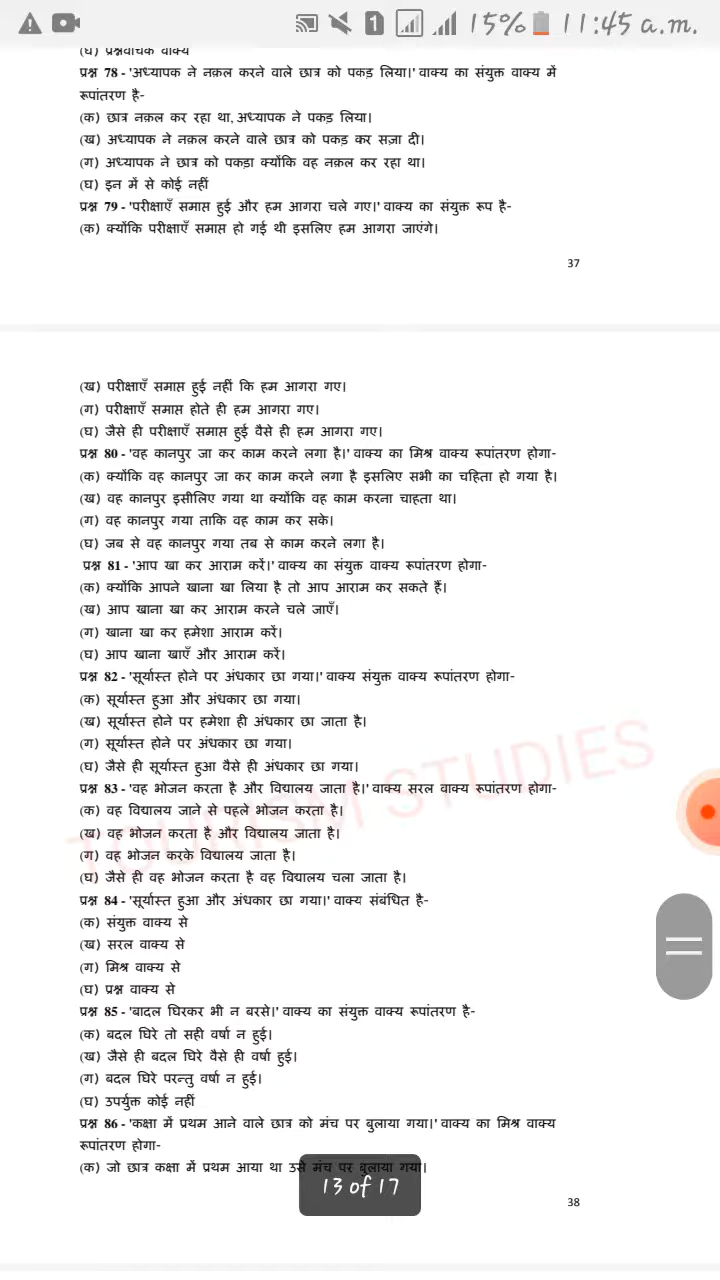 15% 11:45 a.m.
(घ) प्रश्नवाचक वाक्य
प्रश्न 78 - 'अध्यापक ने नक़ल करने वाले छात्र को पकड़ लिया।' वाक्य का संयुक्त वाक्य में
रूपांतरण है-
(क) छात्र नक़ल कर रहा था, अध्यापक ने पकड़ लिया।
(ख) अध्यापक ने नक़ल करने वाले छात्र को पकड़ कर सज़ा दी।
(ग) अध्यापक ने छात्र को पकड़ा क्योंकि वह नक़ल कर रहा था।
(घ) इन में से कोई नहीं
प्रश्न 79 - 'परीक्षाएँ समाप्त हुई और हम आगरा चले गए।' वाक्य का संयुक्त रूप है-
(क) क्योंकि परीक्षाएँ समाप्त हो गई थी इसलिए हम आगरा जाएंगे।
37
(ख) परीक्षाएँ समाप्त हुई नहीं कि हम आगरा गए।
(ग) परीक्षाएँ समाप्त होते ही हम आगरा गए।
(घ) जैसे ही परीक्षाएँ समाप्त हुई वैसे ही हम आगरा गए।
प्रश्न 80 - 'वह कानपुर जा कर काम करने लगा है।' वाक्य का मिश्र वाक्य रूपांतरण होगा-
(क) क्योंकि वह कानपुर जा कर काम करने लगा है इसलिए सभी का चहिता हो गया है।
(ख) वह कानपुर इसीलिए गया था क्योंकि वह काम करना चाहता था।
(ग) वह कानपुर गया ताकि वह काम कर सके।
(घ) जब से वह कानपुर गया तब से काम करने लगा है।
प्रश्न 81 - 'आप खा कर आराम करें।' वाक्य का संयुक्त वाक्य रूपांतरण होगा-
(क) क्योंकि आपने खाना खा लिया है तो आप आराम कर सकते हैं।
(ख) आप खाना खा कर आराम करने चले जाएँ।
(ग) खाना खा कर हमेशा आराम करें।
(घ) आप खाना खाएँ और आराम करें।
प्रश्न 82 - 'सूर्यास्त होने पर अंधकार छा गया।' वाक्य संयुक्त वाक्य रूपांतरण होगा-
(क) सूर्यास्त हुआ और अंधकार छा गया।
(ख) सूर्यास्त होने पर हमेशा ही अंधकार छा जाता है।
(ग) सूर्यास्त होने पर अंधकार छा गया।
(घ) जैसे ही सूर्यास्त हुआ वैसे ही अंधकार छा गया।
प्रश्न 83 - 'वह भोजन करता है और विद्यालय जाता है।' वाक्य सरल वाक्य रूपांतरण होगा-
(क) वह विद्यालय जाने से पहले भोजन करता है।
(ख) वह भोजन करता है और विद्यालय जाता है।
(ग) वह भोजन करके विद्यालय जाता है।
(घ) जैसे ही वह भोजन करता है वह विद्यालय चला जाता है।
TOURISM STUDIES
प्रश्न 84 - 'सूर्यास्त हुआ और अंधकार छा गया।' वाक्य संबंधित है-
(क) संयुक्त वाक्य से
(ख) सरल वाक्य से
(ग) मिश्र वाक्य से
(घ) प्रश्न वाक्य से
प्रश्न 85 - 'बादल घिरकर भी न बरसे।' वाक्य का संयुक्त वाक्य रूपांतरण है-
(क) बदल घिरे तो सही वर्षा न हुई।
(ख) जैसे ही बदल घिरे वैसे ही वर्षा हुई।
(ग) बदल घिरे परन्तु वर्षा न हुई।
(घ) उपर्युक्त कोई नहीं
प्रश्न 86 - 'कक्षा में प्रथम आने वाले छात्र को मंच पर बुलाया गया।' वाक्य का मिश्र वाक्य
रूपांतरण होगा-
(क) जो छात्र कक्षा में प्रथम आया था उसे मंच पर बुलाया गया।
13 of 17
38